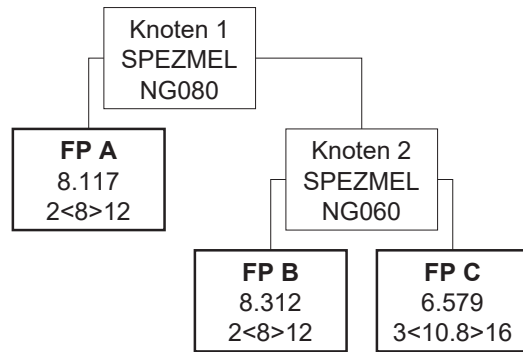 Knoten 1
SPEZMEL
NG080
FP A
8.117
2<8>12
Knoten 2
SPEZMEL
NG060
FP B
8.312
2<8>12
FP C
6.579
3<10.8>16